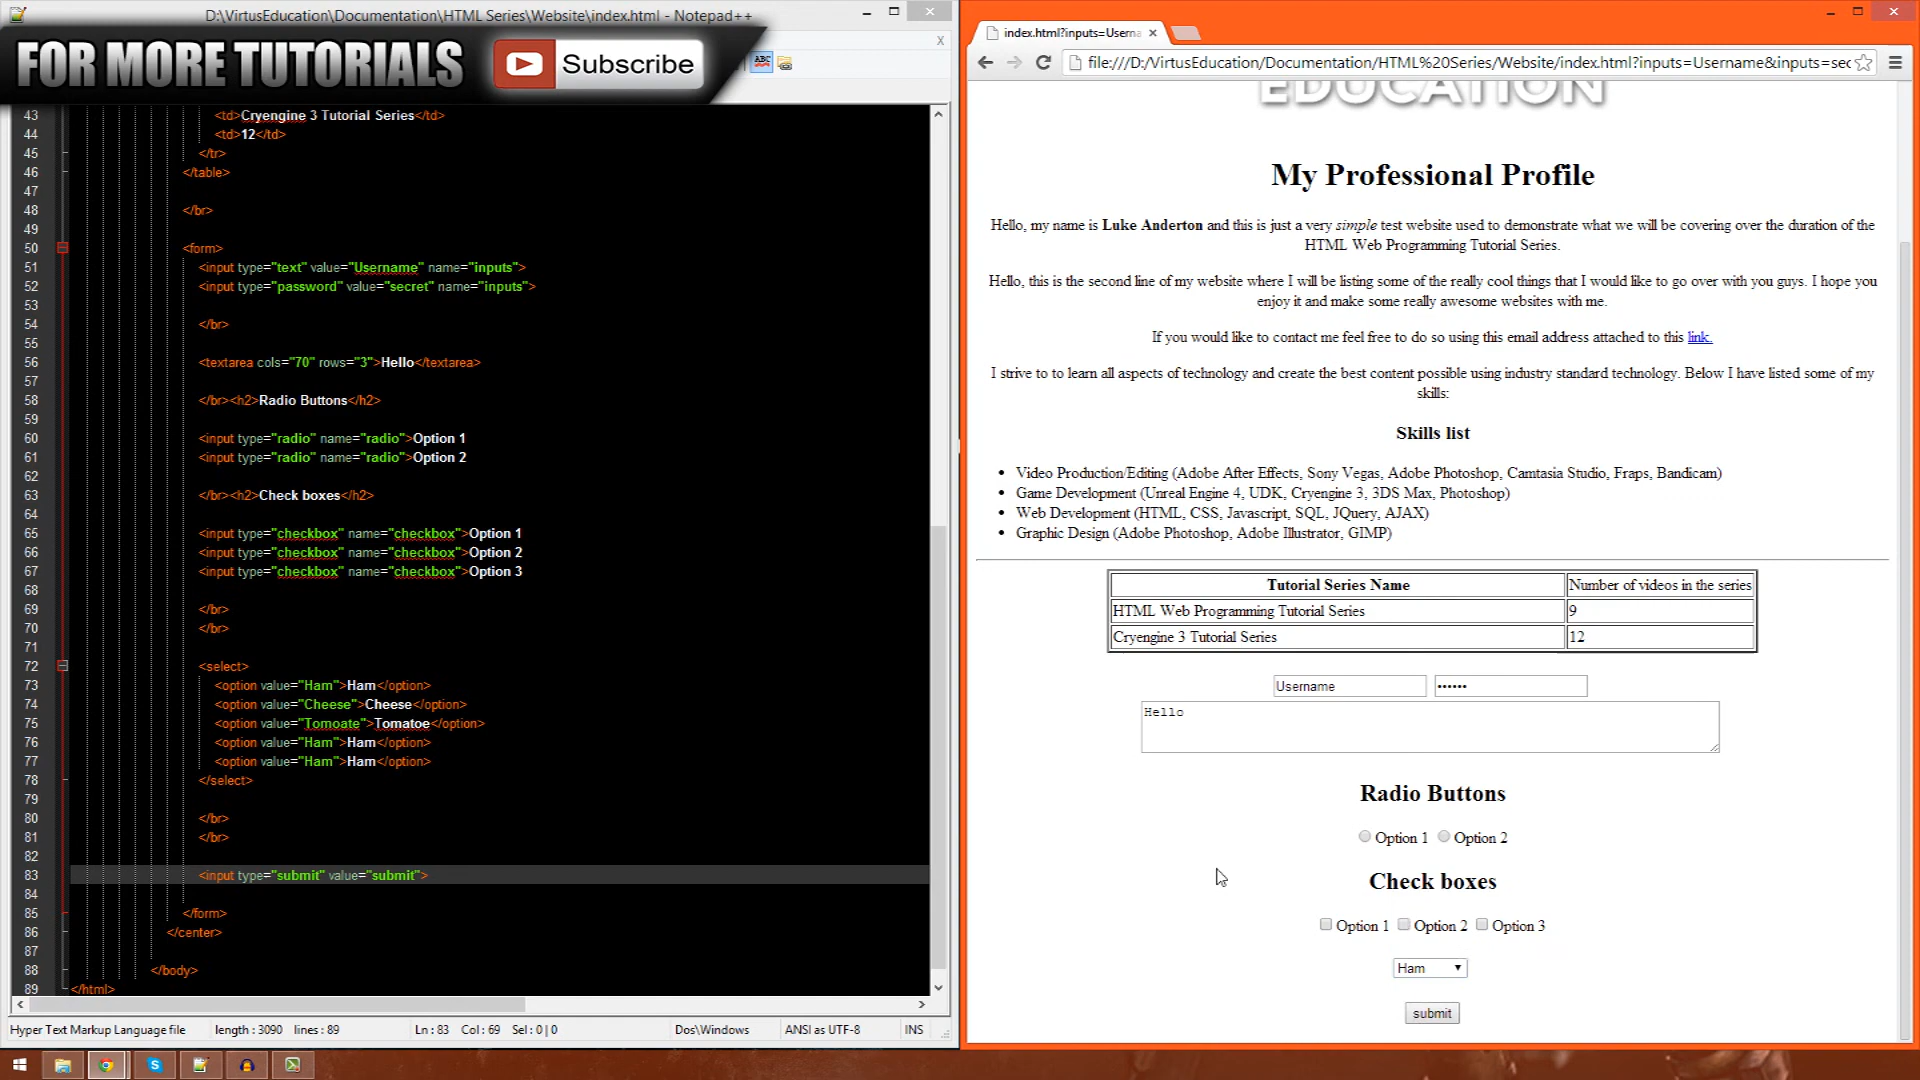 D:\VirtusEducation\Documentation\HTML Series\Website\index.html - Notepad++
FOR MORE TUTORIALS
Subscribe
ABC
43 <td>Cryengine 3 Tutorial Series</td>
44 <td>12</td>
45 </tr>
46 </table>
47
48 </br>
49
50 <form>
51 <input type="text" value="Username" name="inputs">
52 <input type="password" value="secret" name="inputs">
53
54 </br>
55
56 <textarea cols="70" rows="3">Hello</textarea>
57
58 </br><h2>Radio Buttons</h2>
59
60 <input type="radio" name="radio">Option 1
61 <input type="radio" name="radio">Option 2
62
63 </br><h2>Check boxes</h2>
64
65 <input type="checkbox" name="checkbox">Option 1
66 <input type="checkbox" name="checkbox">Option 2
67 <input type="checkbox" name="checkbox">Option 3
68
69 </br>
70 </br>
71
72 <select>
73 <option value="Ham">Ham</option>
74 <option value="Cheese">Cheese</option>
75 <option value="Tomoate">Tomatoe</option>
76 <option value="Ham">Ham</option>
77 <option value="Ham">Ham</option>
78 </select>
79
80 </br>
81 </br>
82
83 <input type="submit" value="submit">
84
85 </form>
86 </center>
87
88 </body>
89 </html>
Hyper Text Markup Language file length : 3090 lines : 89 Ln : 83 Col : 69 Sel : 0 | 0 Dos\Windows ANSI as UTF-8 INS
index.html?inputs=Userna
file:///D:/VirtusEducation/Documentation/HTML%20Series/Website/index.html?inputs=Username&inputs=sec
EDUCATION
My Professional Profile
Hello, my name is Luke Anderton and this is just a very simple test website used to demonstrate what we will be covering over the duration of the
HTML Web Programming Tutorial Series.
Hello, this is the second line of my website where I will be listing some of the really cool things that I would like to go over with you guys. I hope you
enjoy it and make some really awesome websites with me.
If you would like to contact me feel free to do so using this email address attached to this link.
I strive to to learn all aspects of technology and create the best content possible using industry standard technology. Below I have listed some of my
skills:
Skills list
• Video Production/Editing (Adobe After Effects, Sony Vegas, Adobe Photoshop, Camtasia Studio, Fraps, Bandicam)
• Game Development (Unreal Engine 4, UDK, Cryengine 3, 3DS Max, Photoshop)
• Web Development (HTML, CSS, Javascript, SQL, JQuery, AJAX)
• Graphic Design (Adobe Photoshop, Adobe Illustrator, GIMP)
Tutorial Series Name Number of videos in the series
HTML Web Programming Tutorial Series 9
Cryengine 3 Tutorial Series 12
Username ••••••
Hello
Radio Buttons
Option 1 Option 2
Check boxes
Option 1 Option 2 Option 3
Ham
submit